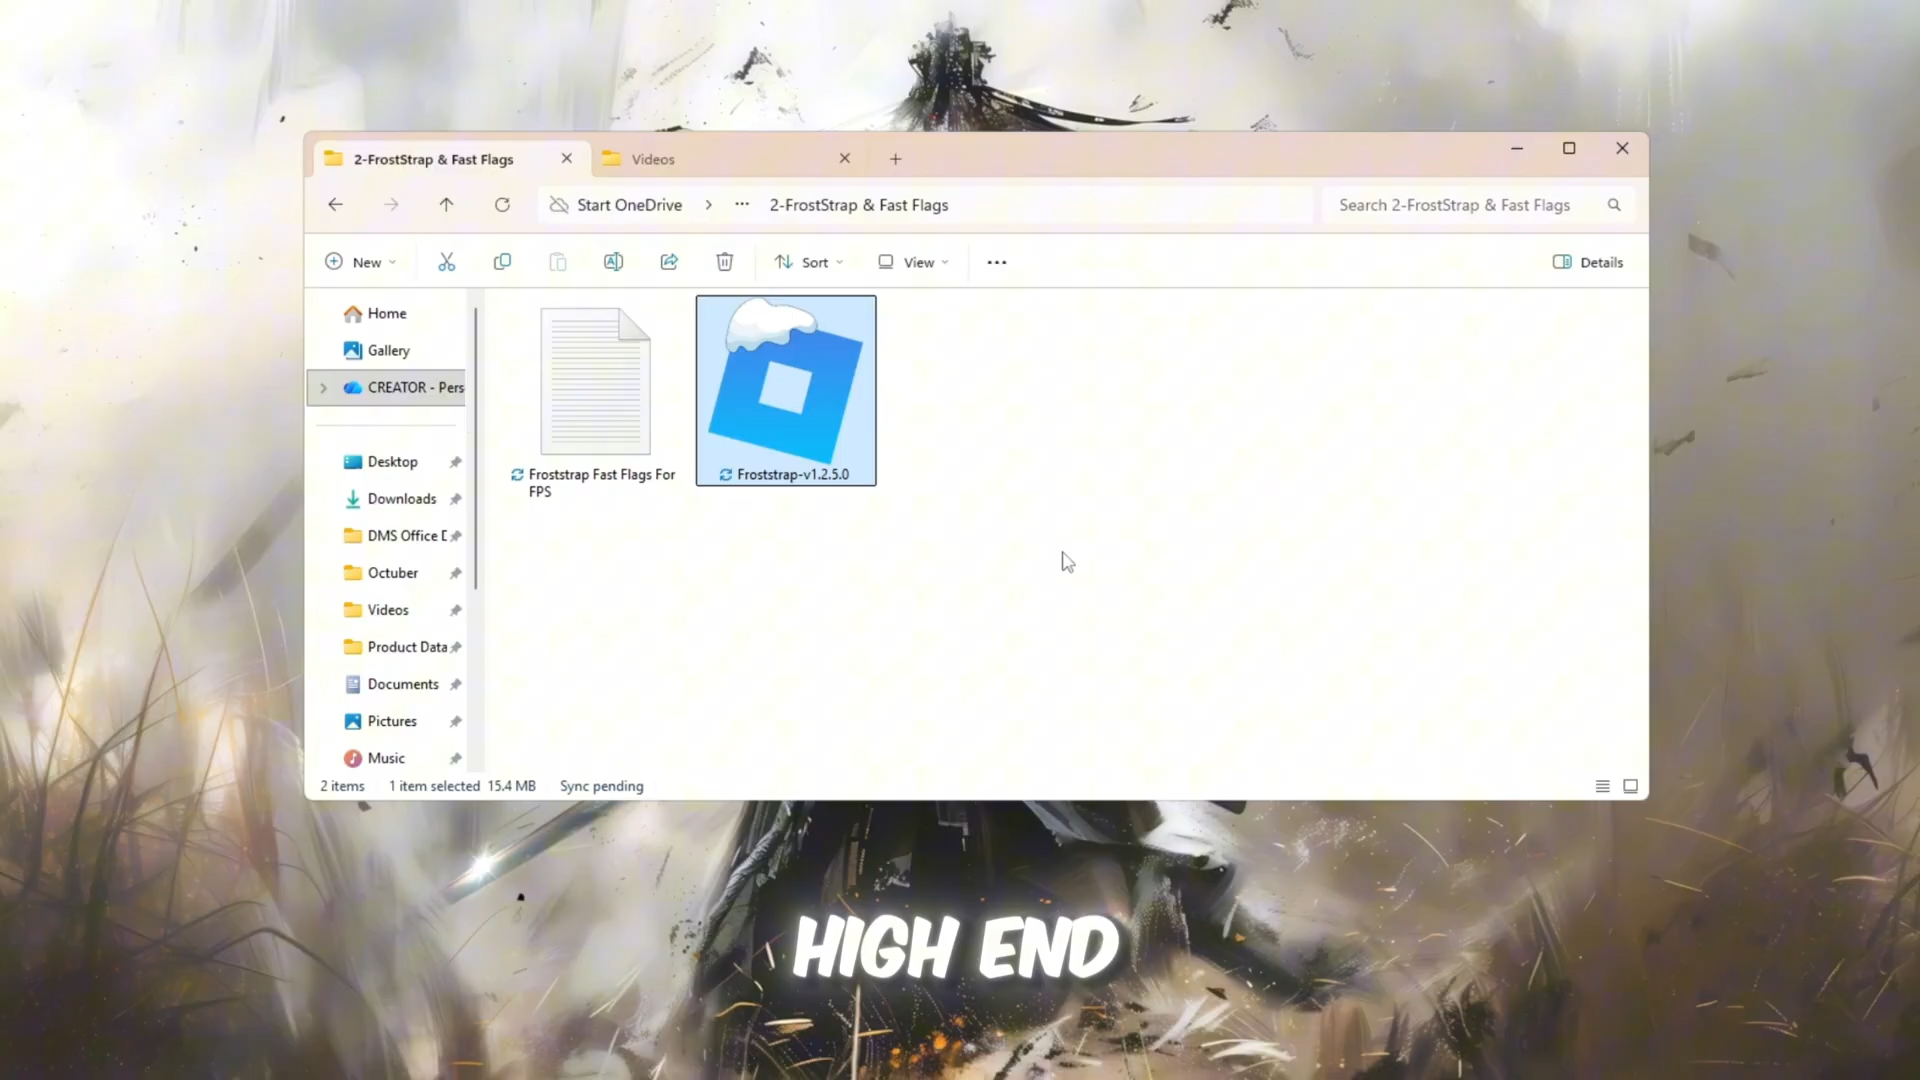 2-FrostStrap & Fast Flags
Videos
Start OneDrive > ... 2-FrostStrap & Fast Flags
Search 2-FrostStrap & Fast Flags
New
Sort
View
Details
Home
Gallery
CREATOR - Pers
Desktop
Downloads
DMS Office D
Octuber
Videos
Product Data
Documents
Pictures
Music
Froststrap Fast Flags For
FPS
Froststrap-v1.2.5.0
2 items 1 item selected 15.4 MB Sync pending
HIGH END